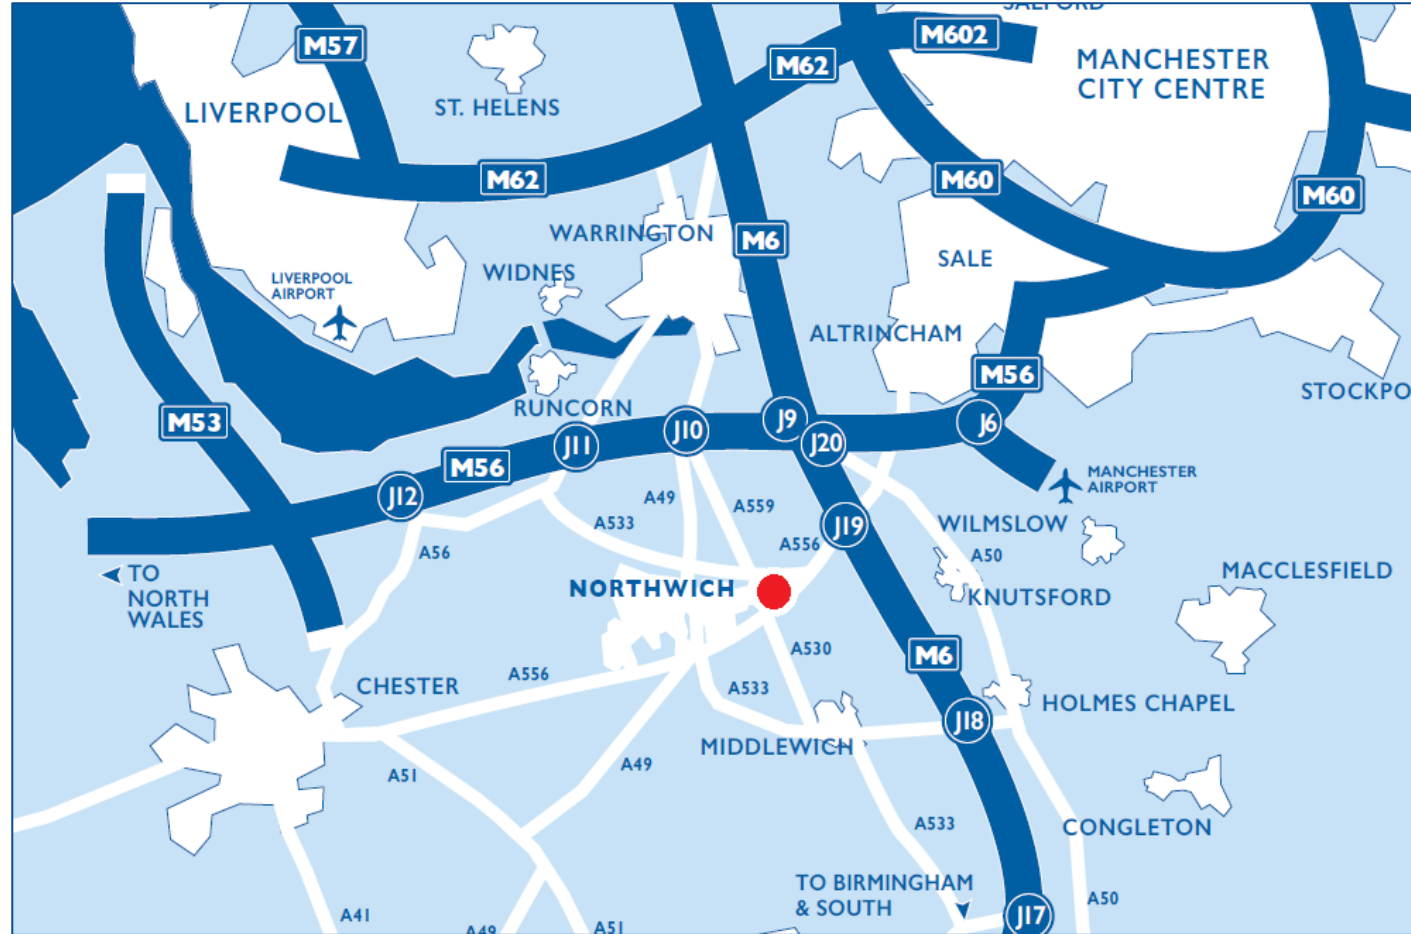 SALFORD
M57
M602
M62
MANCHESTER
CITY CENTRE
LIVERPOOL
ST. HELENS
M62
M60
M60
WARRINGTON
M6
SALE
WIDNES
LIVERPOOL
AIRPORT
ALTRINCHAM
M56
STOCKPO
RUNCORN
M53
J9
J6
J10
J20
J11
M56
J12
MANCHESTER
AIRPORT
A49
A559
A533
J19
WILMSLOW
A556
A56
A50
TO
NORTH
WALES
NORTHWICH
KNUTSFORD
MACCLESFIELD
A530
M6
A556
CHESTER
A533
HOLMES CHAPEL
J18
MIDDLEWICH
A51
A49
A533
CONGLETON
TO BIRMINGHAM
& SOUTH
A50
A41
J17
A49
A51